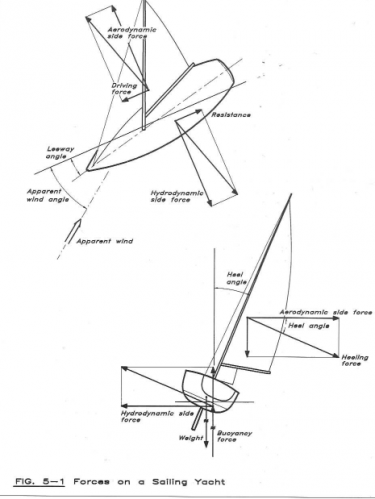 Aerodynamic
side force
Driving
force
Resistance
Leeway
angle
Apparent
wind angle
Hydrodynamic
side force
Apparent wind
Heel
angle
Aerodynamic side force
Heel angle
Heeling
force
Hydrodynamic side
force
Buoyancy
force
Weight
FIG. 5-1 Forces on a Sailing Yacht